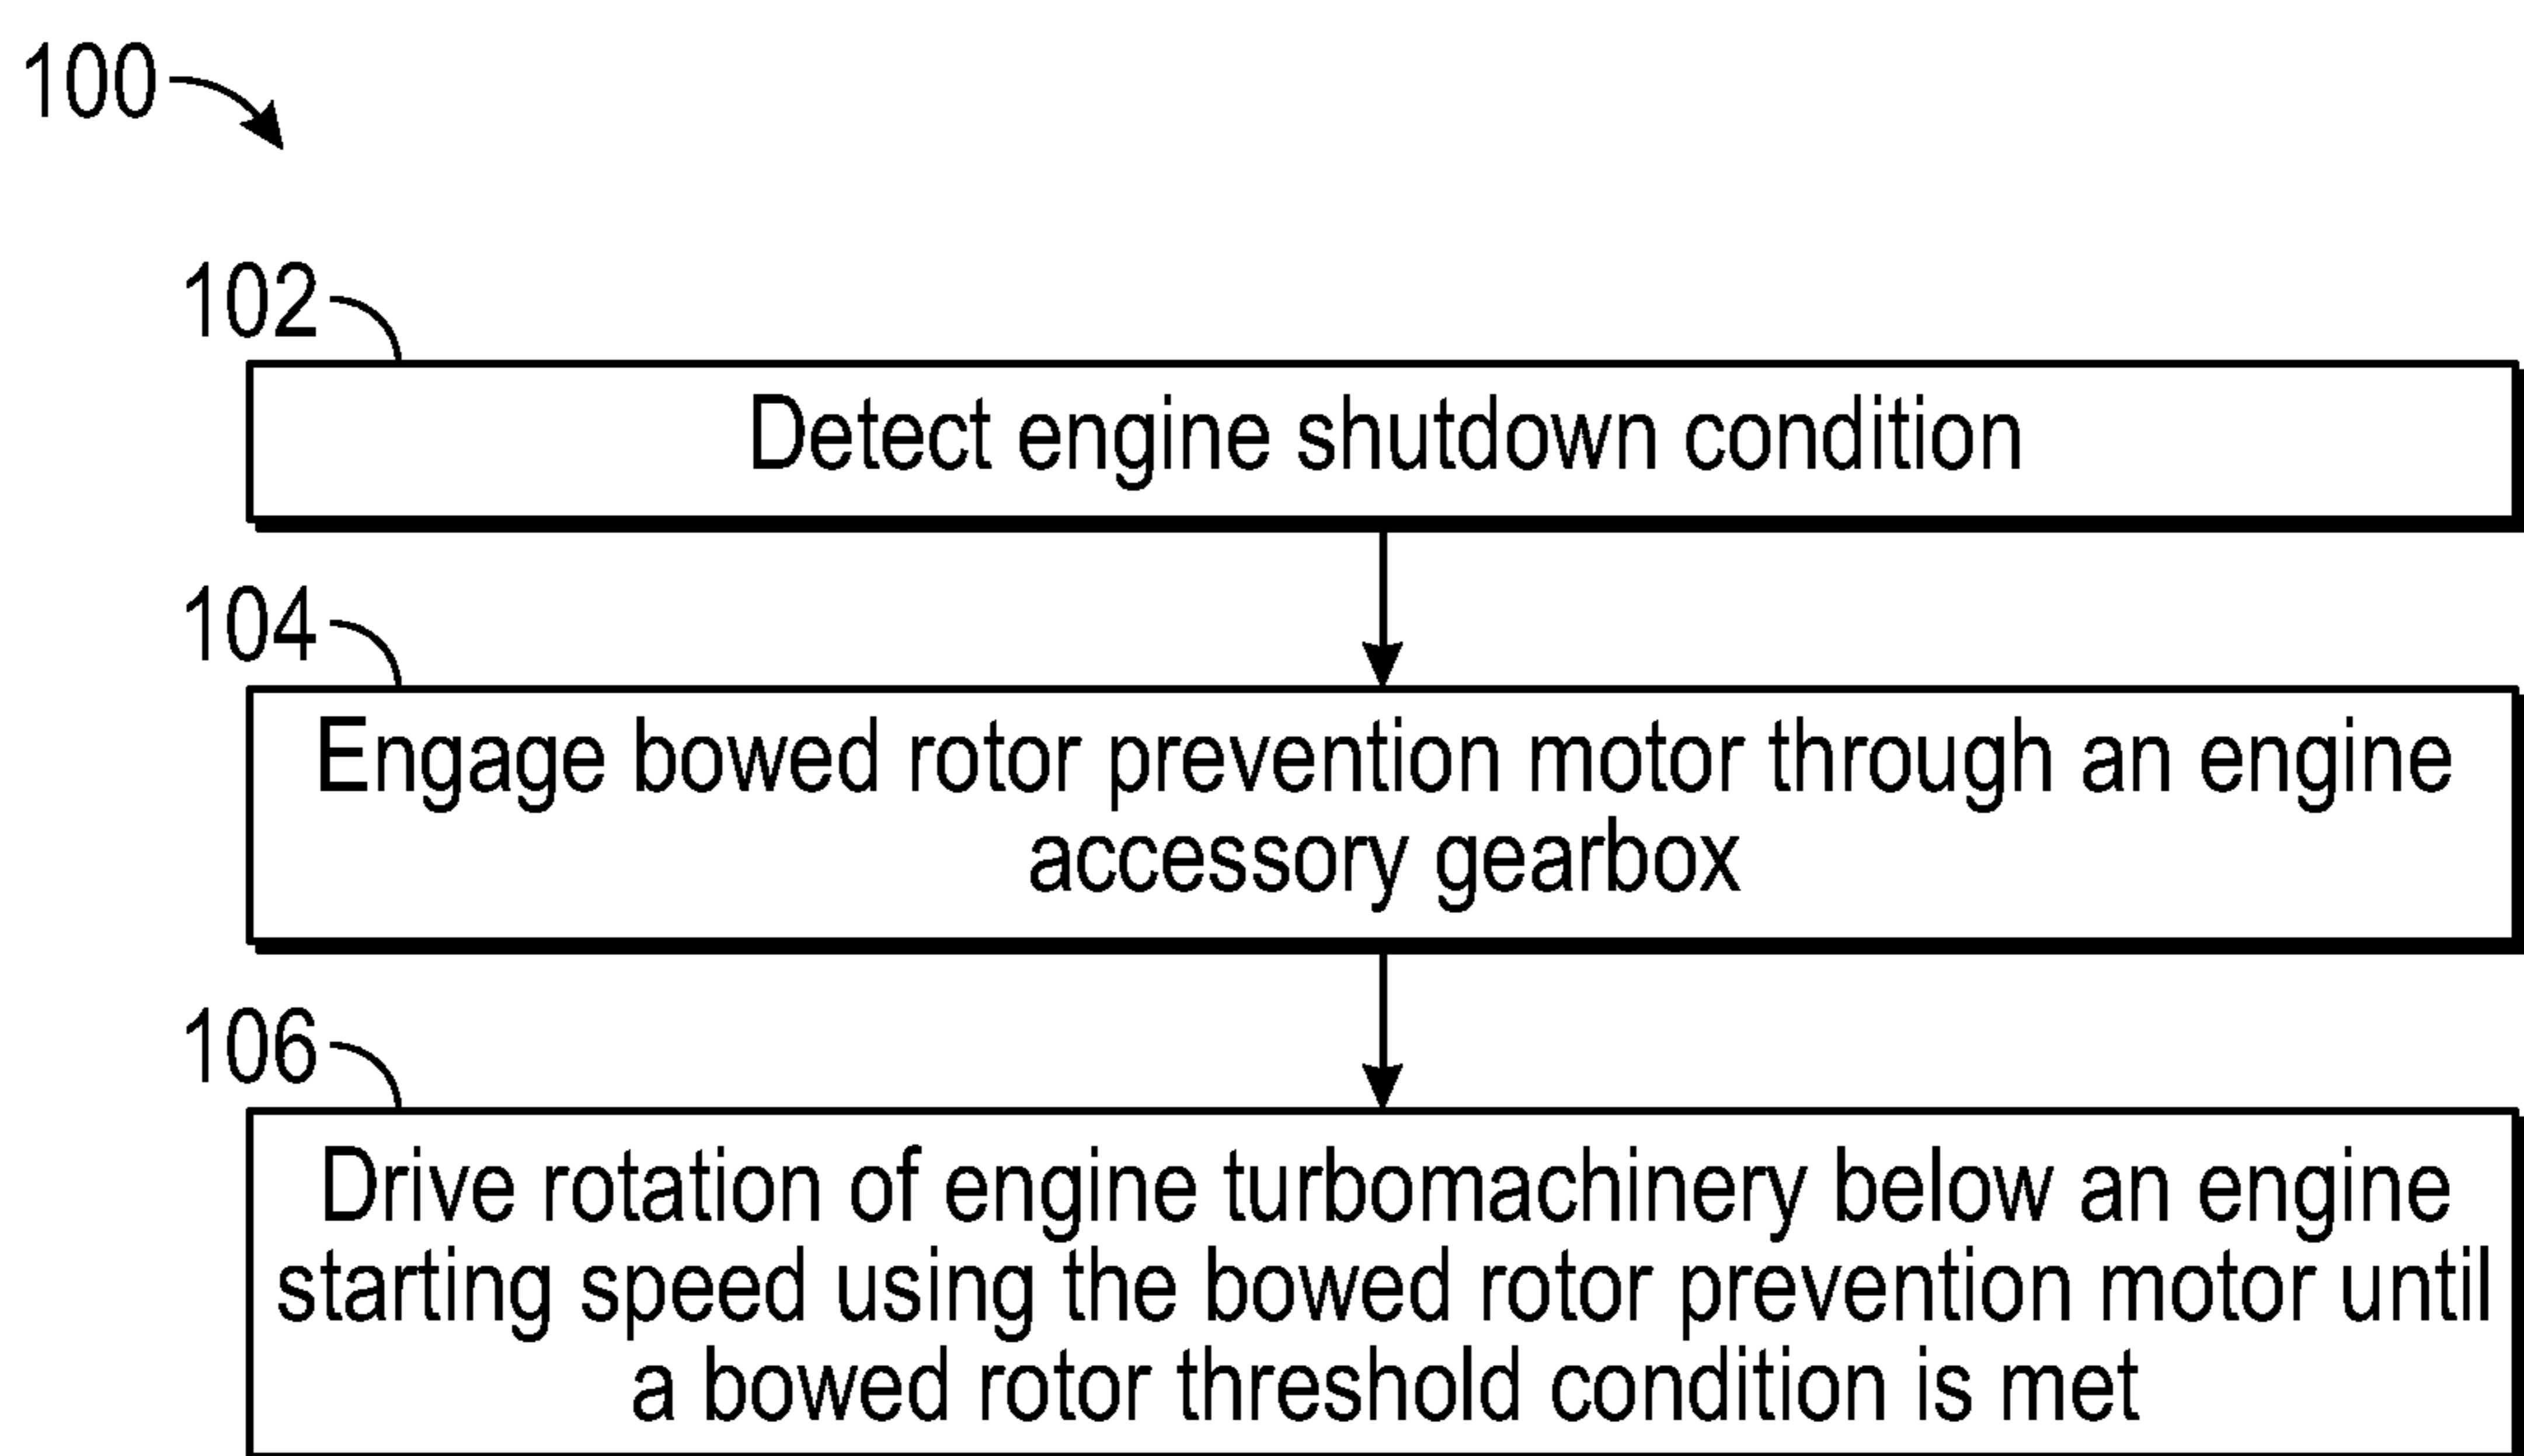 100
102
Detect engine shutdown condition
104
Engage bowed rotor prevention motor through an engine
accessory gearbox
106
Drive rotation of engine turbomachinery below an engine
starting speed using the bowed rotor prevention motor until
a bowed rotor threshold condition is met